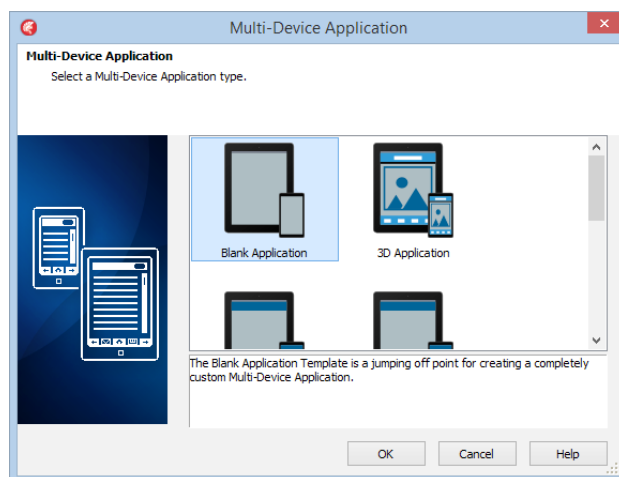 Multi-Device Application
Multi-Device Application
Select a Multi-Device Application type.
Blank Application
3D Application
The Blank Application Template is a jumping off point for creating a completely
custom Multi-Device Application.
OK
Cancel
Help